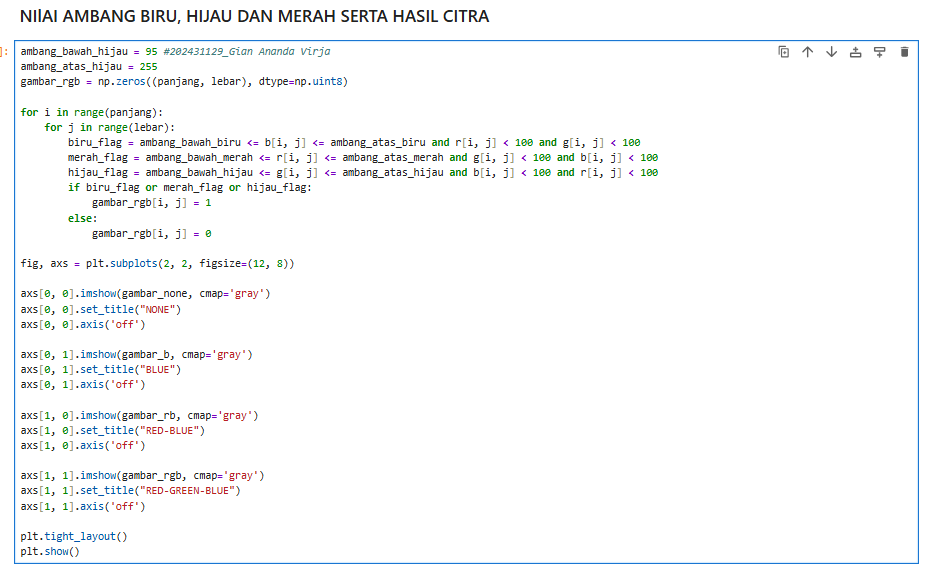 NIlAI AMBANG BIRU, HIJAU DAN MERAH SERTA HASIL CITRA
]:
ambang_bawah_hijau = 95 #202431129_Gian Ananda Virja
ambang_atas_hijau = 255
gambar_rgb = np.zeros((panjang, lebar), dtype=np.uint8)

for i in range(panjang):
    for j in range(lebar):
        biru_flag = ambang_bawah_biru <= b[i, j] <= ambang_atas_biru and r[i, j] < 100 and g[i, j] < 100
        merah_flag = ambang_bawah_merah <= r[i, j] <= ambang_atas_merah and g[i, j] < 100 and b[i, j] < 100
        hijau_flag = ambang_bawah_hijau <= g[i, j] <= ambang_atas_hijau and b[i, j] < 100 and r[i, j] < 100
        if biru_flag or merah_flag or hijau_flag:
            gambar_rgb[i, j] = 1
        else:
            gambar_rgb[i, j] = 0

fig, axs = plt.subplots(2, 2, figsize=(12, 8))

axs[0, 0].imshow(gambar_none, cmap='gray')
axs[0, 0].set_title("NONE")
axs[0, 0].axis('off')

axs[0, 1].imshow(gambar_b, cmap='gray')
axs[0, 1].set_title("BLUE")
axs[0, 1].axis('off')

axs[1, 0].imshow(gambar_rb, cmap='gray')
axs[1, 0].set_title("RED-BLUE")
axs[1, 0].axis('off')

axs[1, 1].imshow(gambar_rgb, cmap='gray')
axs[1, 1].set_title("RED-GREEN-BLUE")
axs[1, 1].axis('off')

plt.tight_layout()
plt.show()